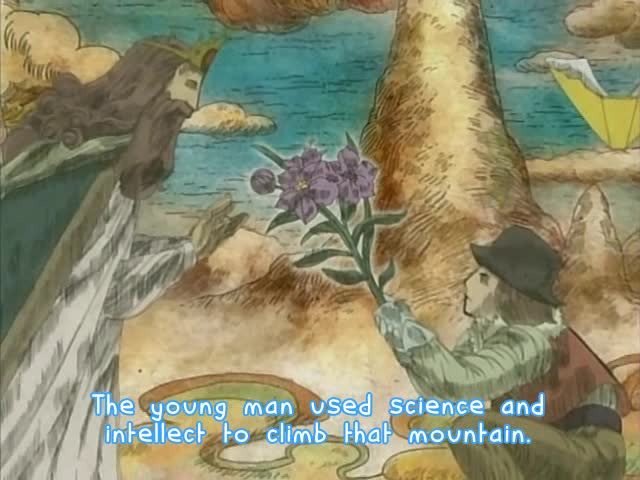 The young man used science and
intellect to climb that mountain.